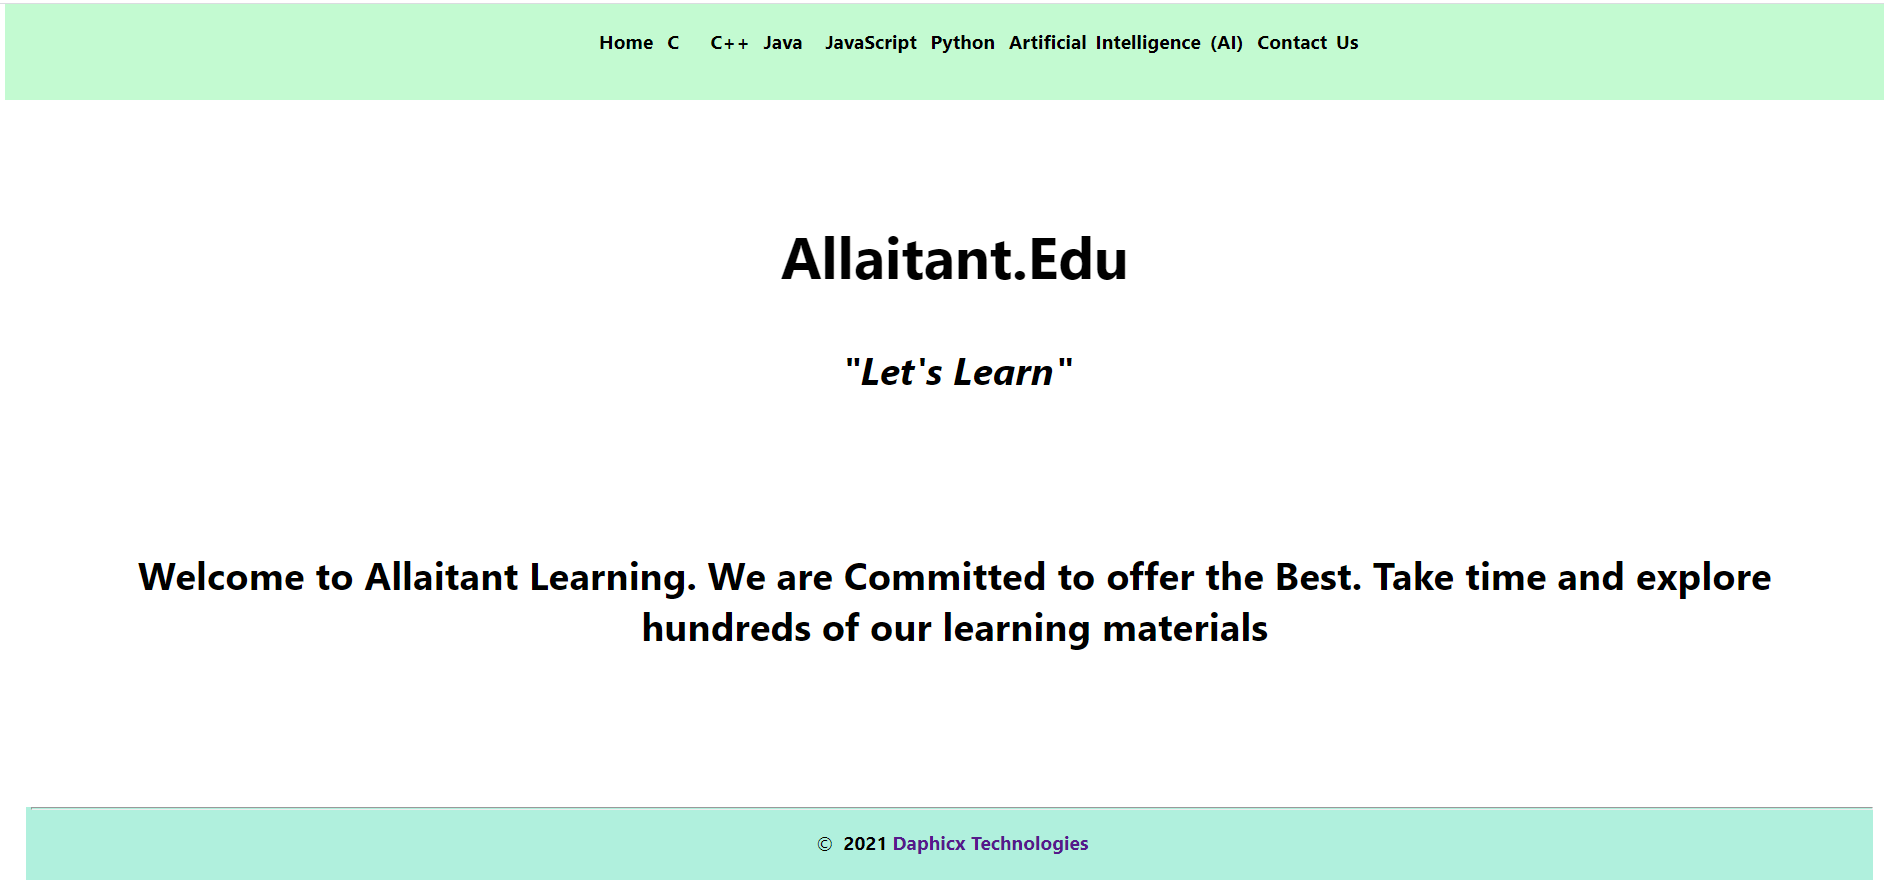 Home C C++ Java JavaScript Python Artificial Intelligence (AI) Contact Us
Allaitant.Edu
"Let's Learn"
Welcome to Allaitant Learning. We are Committed to offer the Best. Take time and explore
hundreds of our learning materials
© 2021 Daphicx Technologies